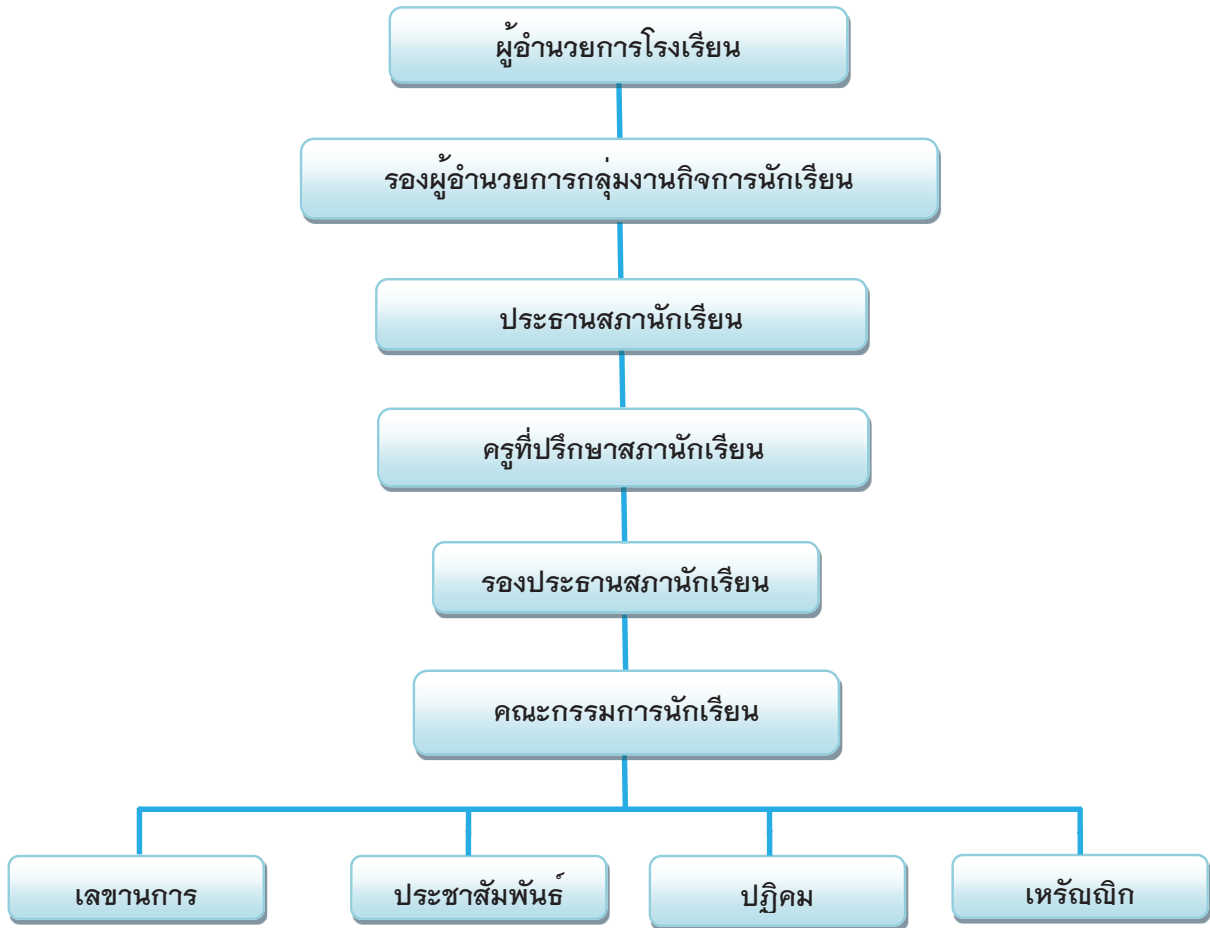 ผู้อำนวยการโรงเรียน
รองผู้อำนวยการกลุ่มงานกิจการนักเรียน
ประธานสภานักเรียน
ครูที่ปรึกษาสภานักเรียน
รองประธานสภานักเรียน
คณะกรรมการนักเรียน
เลขานการ
ประชาสัมพันธ์
ปฏิคม
เหรัญญิก